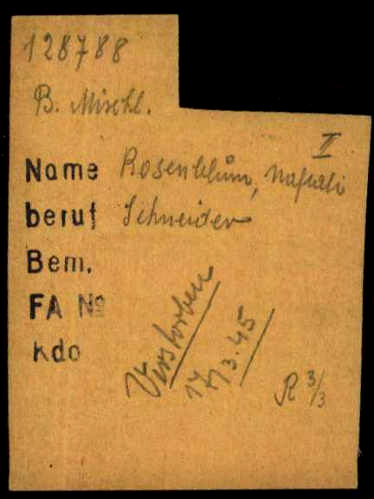 128788
B. Mischl.
II
Name Rosenblum, Naftali
beruf Schneider
Bem.
FA No
Kdo
Verstorben
17/3.45
R 3/3